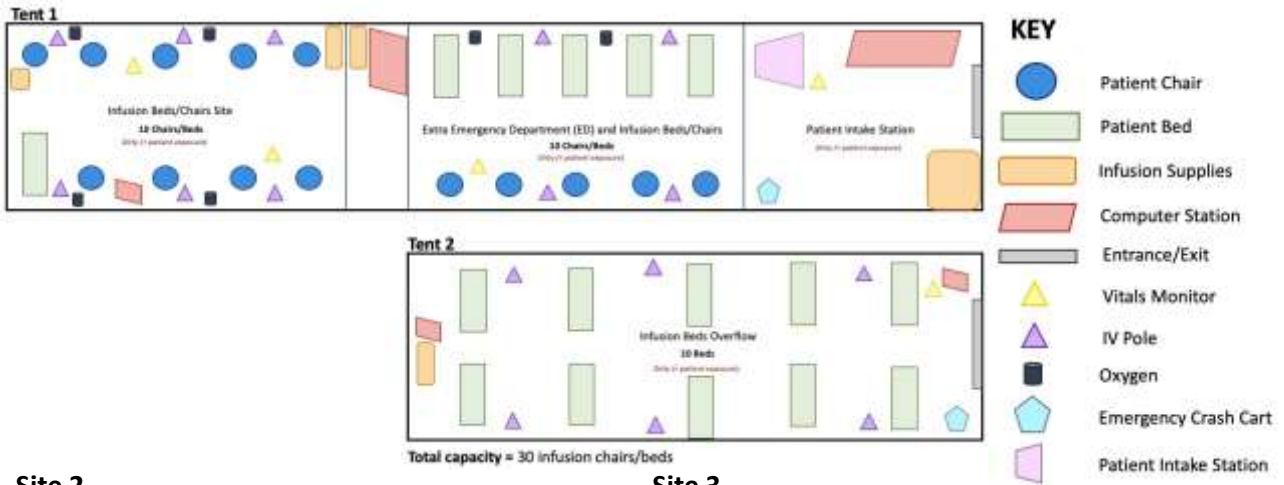 Tent 1
Infusion Beds/Chairs Site
10 Chairs/Beds
Extra Emergency Department (ED) and Infusion Beds/Chairs
10 Chairs/Beds
Patient Intake Station
Tent 2
Infusion Beds Overflow
10 Beds
Total capacity = 30 infusion chairs/beds
KEY
Patient Chair
Patient Bed
Infusion Supplies
Computer Station
Entrance/Exit
Vitals Monitor
IV Pole
Oxygen
Emergency Crash Cart
Patient Intake Station
Site 2
Site 3